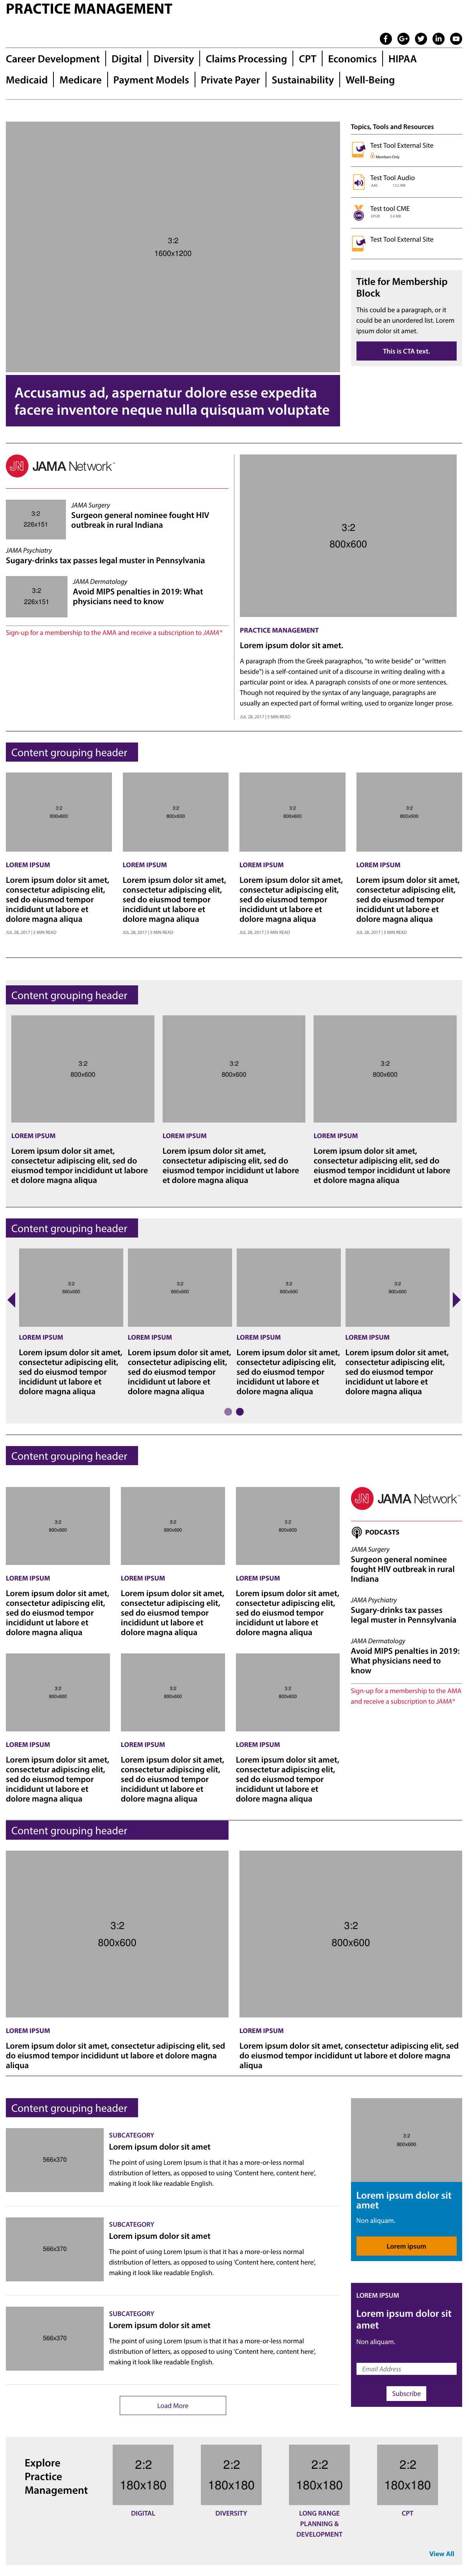 PRACTICE MANAGEMENT
Career Development Digital Diversity Claims Processing CPT Economics HIPAA
Medicaid Medicare Payment Models Private Payer Sustainability Well-Being
3:2
1600x1200
Accusamus ad, aspernatur dolore esse expedita
facere inventore neque nulla quisquam voluptate
Topics, Tools and Resources
Test Tool External Site
Members Only
Test Tool Audio
AAC 12.5 MB
Test tool CME
CME
EPUB 3.4 MB
Test Tool External Site
Title for Membership
Block
This could be a paragraph, or it
could be an unordered list. Lorem
ipsum dolor sit amet.
This is CTA text.
JN JAMA Network™
3:2
226x151
JAMA Surgery
Surgeon general nominee fought HIV
outbreak in rural Indiana
JAMA Psychiatry
Sugary-drinks tax passes legal muster in Pennsylvania
3:2
226x151
JAMA Dermatology
Avoid MIPS penalties in 2019: What
physicians need to know
Sign-up for a membership to the AMA and receive a subscription to JAMA®
3:2
800x600
PRACTICE MANAGEMENT
Lorem ipsum dolor sit amet.
A paragraph (from the Greek paragraphos, "to write beside" or "written
beside") is a self-contained unit of a discourse in writing dealing with a
particular point or idea. A paragraph consists of one or more sentences.
Though not required by the syntax of any language, paragraphs are
usually an expected part of formal writing, used to organize longer prose.
JUL 28, 2017 | 5 MIN READ
Content grouping header
3:2
800x600
LOREM IPSUM
Lorem ipsum dolor sit amet,
consectetur adipiscing elit,
sed do eiusmod tempor
incididunt ut labore et
dolore magna aliqua
JUL 28, 2017 | 5 MIN READ
3:2
800x600
LOREM IPSUM
Lorem ipsum dolor sit amet,
consectetur adipiscing elit,
sed do eiusmod tempor
incididunt ut labore et
dolore magna aliqua
JUL 28, 2017 | 5 MIN READ
3:2
800x600
LOREM IPSUM
Lorem ipsum dolor sit amet,
consectetur adipiscing elit,
sed do eiusmod tempor
incididunt ut labore et
dolore magna aliqua
JUL 28, 2017 | 5 MIN READ
3:2
800x600
LOREM IPSUM
Lorem ipsum dolor sit amet,
consectetur adipiscing elit,
sed do eiusmod tempor
incididunt ut labore et
dolore magna aliqua
JUL 28, 2017 | 5 MIN READ
Content grouping header
3:2
800x600
LOREM IPSUM
Lorem ipsum dolor sit amet,
consectetur adipiscing elit, sed do
eiusmod tempor incididunt ut labore
et dolore magna aliqua
3:2
800x600
LOREM IPSUM
Lorem ipsum dolor sit amet,
consectetur adipiscing elit, sed do
eiusmod tempor incididunt ut labore
et dolore magna aliqua
3:2
800x600
LOREM IPSUM
Lorem ipsum dolor sit amet,
consectetur adipiscing elit, sed do
eiusmod tempor incididunt ut labore
et dolore magna aliqua
Content grouping header
3:2
800x600
LOREM IPSUM
Lorem ipsum dolor sit amet,
consectetur adipiscing elit,
sed do eiusmod tempor
incididunt ut labore et
dolore magna aliqua
3:2
800x600
LOREM IPSUM
Lorem ipsum dolor sit amet,
consectetur adipiscing elit,
sed do eiusmod tempor
incididunt ut labore et
dolore magna aliqua
3:2
800x600
LOREM IPSUM
Lorem ipsum dolor sit amet,
consectetur adipiscing elit,
sed do eiusmod tempor
incididunt ut labore et
dolore magna aliqua
3:2
800x600
LOREM IPSUM
Lorem ipsum dolor sit amet,
consectetur adipiscing elit,
sed do eiusmod tempor
incididunt ut labore et
dolore magna aliqua
Content grouping header
3:2
800x600
LOREM IPSUM
Lorem ipsum dolor sit amet,
consectetur adipiscing elit,
sed do eiusmod tempor
incididunt ut labore et
dolore magna aliqua
3:2
800x600
LOREM IPSUM
Lorem ipsum dolor sit amet,
consectetur adipiscing elit,
sed do eiusmod tempor
incididunt ut labore et
dolore magna aliqua
3:2
800x600
LOREM IPSUM
Lorem ipsum dolor sit amet,
consectetur adipiscing elit,
sed do eiusmod tempor
incididunt ut labore et
dolore magna aliqua
3:2
800x600
LOREM IPSUM
Lorem ipsum dolor sit amet,
consectetur adipiscing elit,
sed do eiusmod tempor
incididunt ut labore et
dolore magna aliqua
3:2
800x600
LOREM IPSUM
Lorem ipsum dolor sit amet,
consectetur adipiscing elit,
sed do eiusmod tempor
incididunt ut labore et
dolore magna aliqua
3:2
800x600
LOREM IPSUM
Lorem ipsum dolor sit amet,
consectetur adipiscing elit,
sed do eiusmod tempor
incididunt ut labore et
dolore magna aliqua
JN JAMA Network™
PODCASTS
JAMA Surgery
Surgeon general nominee
fought HIV outbreak in rural
Indiana
JAMA Psychiatry
Sugary-drinks tax passes
legal muster in Pennsylvania
JAMA Dermatology
Avoid MIPS penalties in 2019:
What physicians need to
know
Sign-up for a membership to the AMA
and receive a subscription to JAMA®
Content grouping header
3:2
800x600
LOREM IPSUM
Lorem ipsum dolor sit amet, consectetur adipiscing elit, sed
do eiusmod tempor incididunt ut labore et dolore magna
aliqua
3:2
800x600
LOREM IPSUM
Lorem ipsum dolor sit amet, consectetur adipiscing elit, sed
do eiusmod tempor incididunt ut labore et dolore magna
aliqua
Content grouping header
566x370
SUBCATEGORY
Lorem ipsum dolor sit amet
The point of using Lorem Ipsum is that it has a more-or-less normal
distribution of letters, as opposed to using 'Content here, content here',
making it look like readable English.
566x370
SUBCATEGORY
Lorem ipsum dolor sit amet
The point of using Lorem Ipsum is that it has a more-or-less normal
distribution of letters, as opposed to using 'Content here, content here',
making it look like readable English.
566x370
SUBCATEGORY
Lorem ipsum dolor sit amet
The point of using Lorem Ipsum is that it has a more-or-less normal
distribution of letters, as opposed to using 'Content here, content here',
making it look like readable English.
Load More
3:2
800x600
Lorem ipsum dolor sit
amet
Non aliquam.
Lorem ipsum
LOREM IPSUM
Lorem ipsum dolor sit
amet
Non aliquam.
Email Address
Subscribe
Explore
Practice
Management
2:2
180x180
DIGITAL
2:2
180x180
DIVERSITY
2:2
180x180
LONG RANGE
PLANNING &
DEVELOPMENT
2:2
180x180
CPT
View All